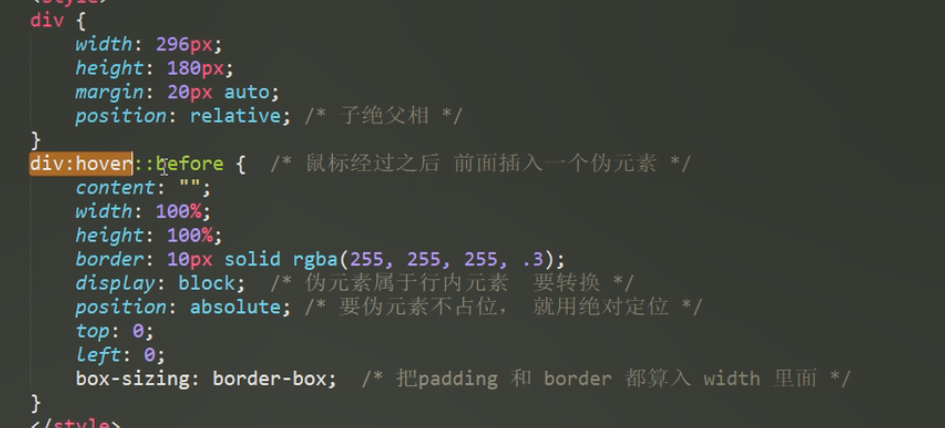 <style>
div {
width: 296px;
height: 180px;
margin: 20px auto;
position: relative; /* 子绝父相 */
}
div:hover::before { /* 鼠标经过之后 前面插入一个伪元素 */
content: "";
width: 100%;
height: 100%;
border: 10px solid rgba(255, 255, 255, .3);
display: block; /* 伪元素属于行内元素 要转换 */
position: absolute; /* 要伪元素不占位， 就用绝对定位 */
top: 0;
left: 0;
box-sizing: border-box; /* 把padding 和 border 都算入 width 里面 */
}
</style>